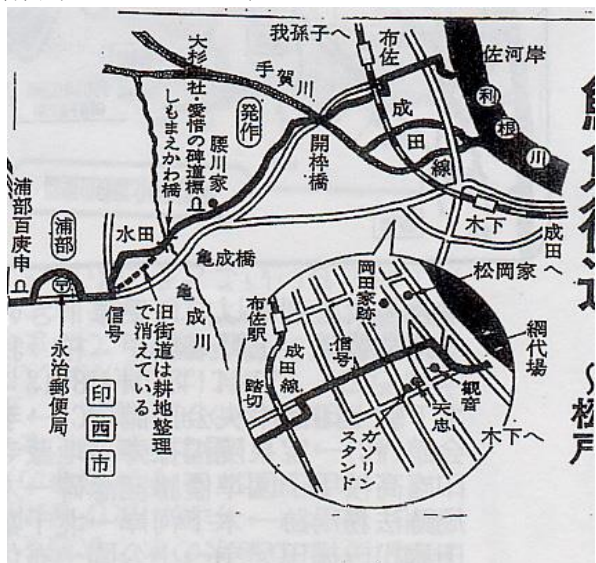 我孫子へ
布佐
佐河岸
手賀川
成田線
利根川
大杉神社・愛惜の碑道標
しもまえかわ橋
発作
腰川家
開枠橋
木下
成田へ
浦部百庚申
浦部
水田
亀成橋
亀成川
松岡家
岡田家跡
網代場
布佐駅
成田線
信号
踏切
観音
天忠
ガソリンスタンド
木下へ
信号
旧街道は耕地整理
で消えている
永治郵便局
印西市
街道
〜松戸